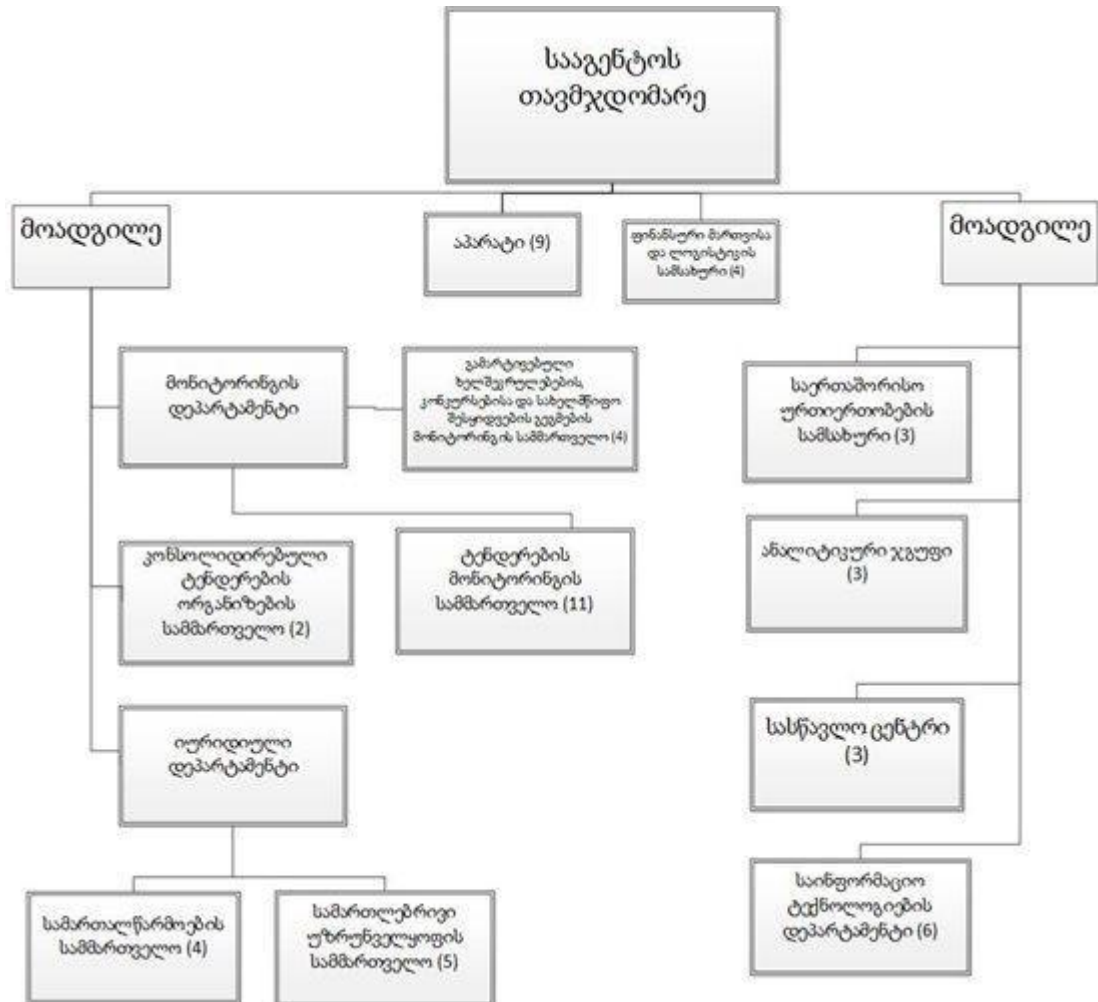 სააგენტოს
თავმჯდომარე
მოადგილე
აპარატი (9)
ფინანსური მართვისა
და ლოგისტიკის
სამსახური (4)
მოადგილე
მონიტორინგის
დეპარტამენტი
გამარტივებული
ხელშეკრულებების,
კონკურსებისა და სახელმწიფო
შესყიდვების გეგმების
მონიტორინგის სამმართველო (4)
საერთაშორისო
ურთიერთობების
სამსახური (3)
კონსოლიდირებული
ტენდერების
ორგანიზების
სამმართველო (2)
ტენდერების
მონიტორინგის
სამმართველო (11)
ანალიტიკური ჯგუფი
(3)
იურიდიული
დეპარტამენტი
სასწავლო ცენტრი
(3)
სამართალწარმოების
სამმართველო (4)
სამართლებრივი
უზრუნველყოფის
სამმართველო (5)
საინფორმაციო
ტექნოლოგიების
დეპარტამენტი (6)